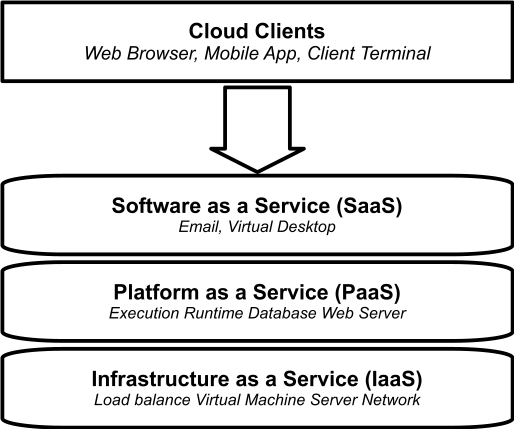 Cloud Clients
Web Browser, Mobile App, Client Terminal
Software as a Service (SaaS)
Email, Virtual Desktop
Platform as a Service (PaaS)
Execution Runtime Database Web Server
Infrastructure as a Service (IaaS)
Load balance Virtual Machine Server Network